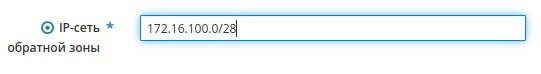 IP-сеть * 172.16.100.0/28
обратной зоны